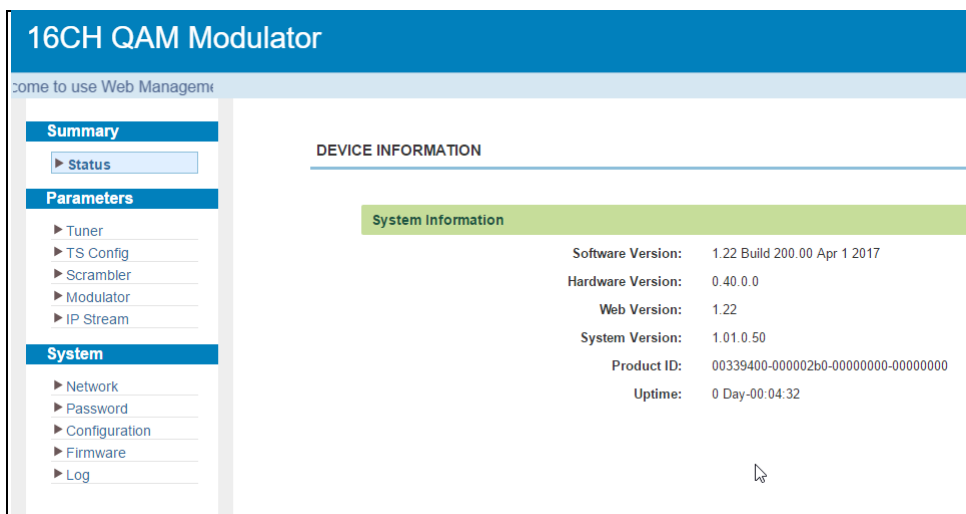 16CH QAM Modulator
come to use Web Manageme
Summary
Status
Parameters
Tuner
TS Config
Scrambler
Modulator
IP Stream
System
Network
Password
Configuration
Firmware
Log
DEVICE INFORMATION
System Information
Software Version: 1.22 Build 200.00 Apr 1 2017
Hardware Version: 0.40.0.0
Web Version: 1.22
System Version: 1.01.0.50
Product ID: 00339400-000002b0-00000000-00000000
Uptime: 0 Day-00:04:32